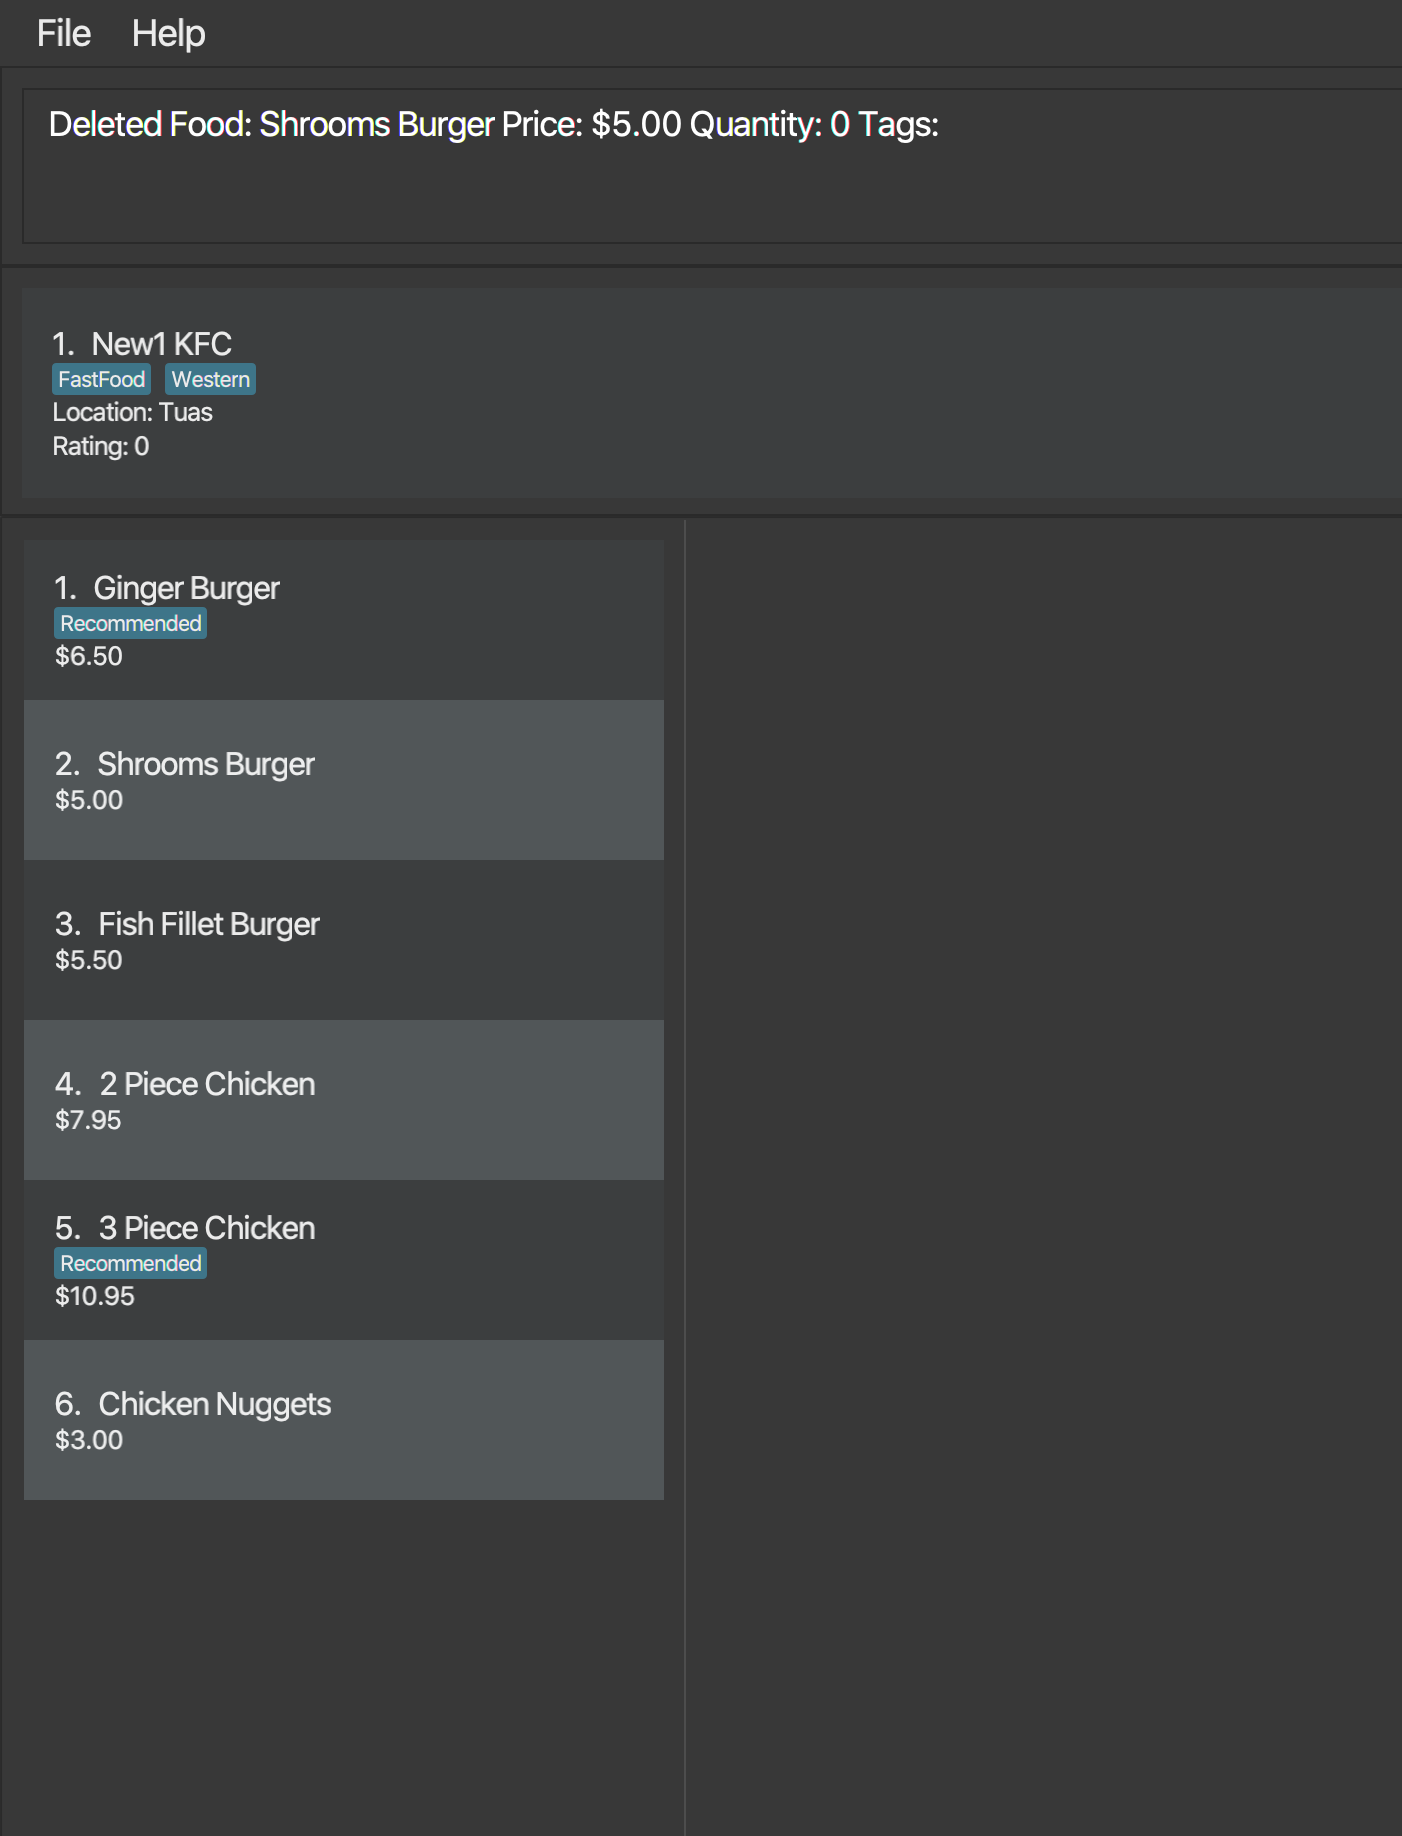 File Help
Deleted Food: Shrooms Burger Price: $5.00 Quantity: 0 Tags:
1. New1 KFC
FastFood Western
Location: Tuas
Rating: 0
1. Ginger Burger
Recommended
$6.50
2. Shrooms Burger
$5.00
3. Fish Fillet Burger
$5.50
4. 2 Piece Chicken
$7.95
5. 3 Piece Chicken
Recommended
$10.95
6. Chicken Nuggets
$3.00